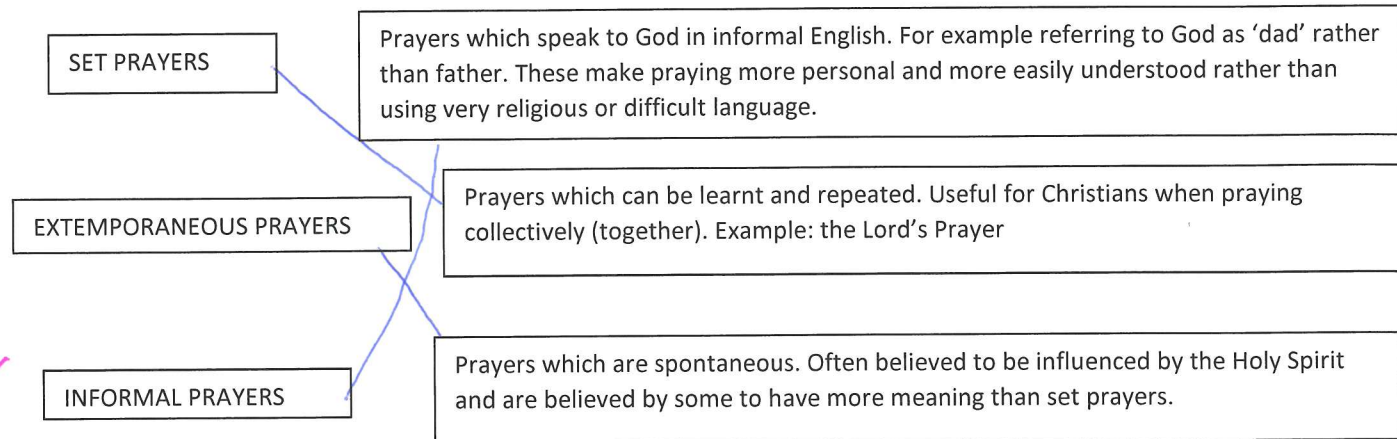 SET PRAYERS
Prayers which speak to God in informal English. For example referring to God as ‘dad’ rather
than father. These make praying more personal and more easily understood rather than
using very religious or difficult language.
EXTEMPORANEOUS PRAYERS
Prayers which can be learnt and repeated. Useful for Christians when praying
collectively (together). Example: the Lord’s Prayer
INFORMAL PRAYERS
Prayers which are spontaneous. Often believed to be influenced by the Holy Spirit
and are believed by some to have more meaning than set prayers.